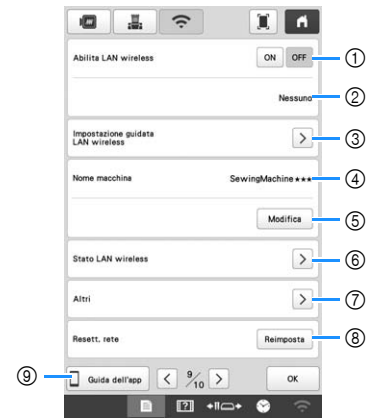 Abilita LAN wireless ON OFF ①
Nessuno ②
Impostazione guidata
LAN wireless ③
Nome macchina SewingMachine★★★ ④
Modifica ⑤
Stato LAN wireless ⑥
Altri ⑦
Resett. rete Reimposta ⑧
⑨ Guida dell'app 9/10 OK